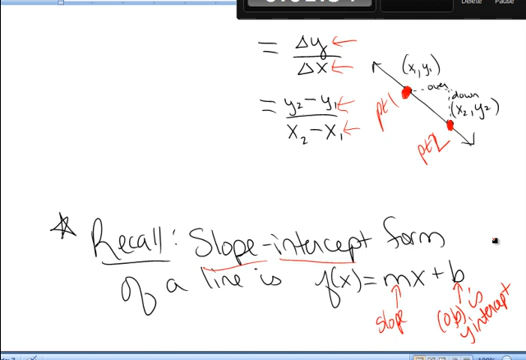 Delete
= Δy / Δx
(x, y₁)
over
down
(x₂, y₂)
pt 1
pt 2
= y₂ - y₁ / x₂ - x₁
☆ Recall: Slope-intercept form
of a line is f(x) = mx + b
slope
(0,b) is
y intercept